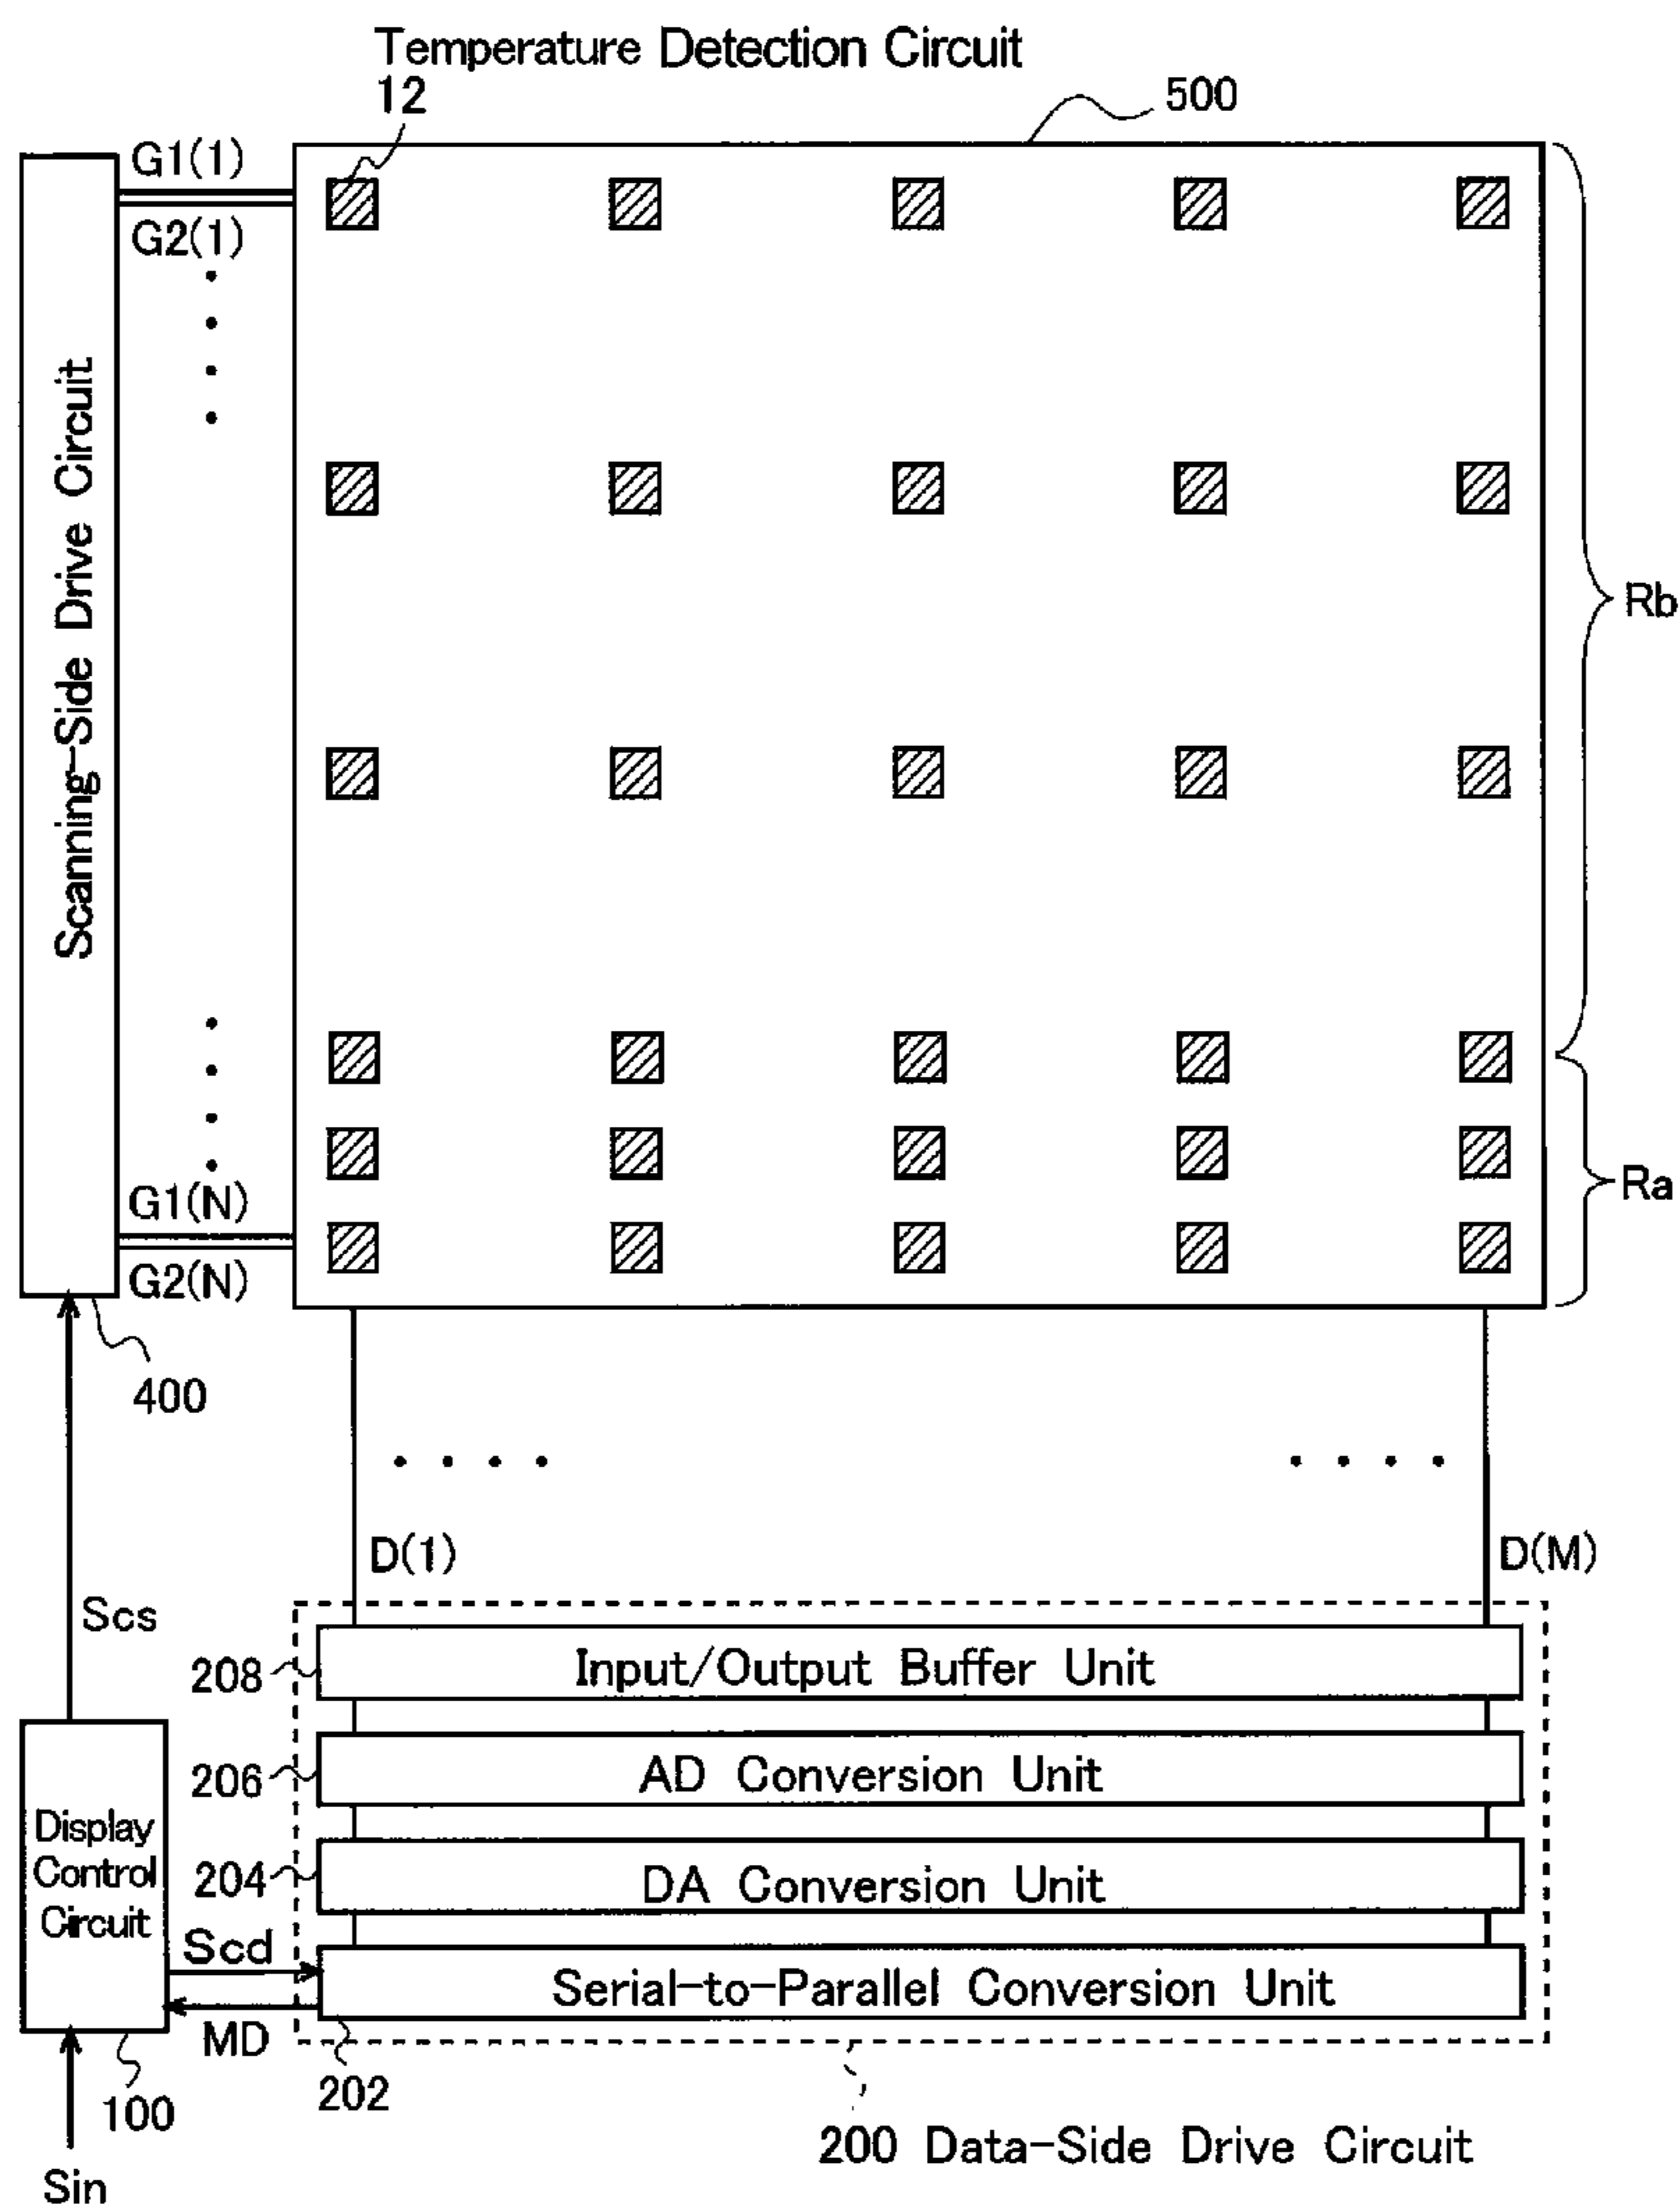 Temperature Detection Circuit
12
500
G1(1)
G2(1)
Scanning-Side Drive Circuit
Rb
Ra
G1(N)
G2(N)
400
D(1)
D(M)
Scs
208
Input/Output Buffer Unit
206
AD Conversion Unit
204
DA Conversion Unit
Display
Control
Circuit
Scd
Serial-to-Parallel Conversion Unit
MD
100
202
200 Data-Side Drive Circuit
Sin